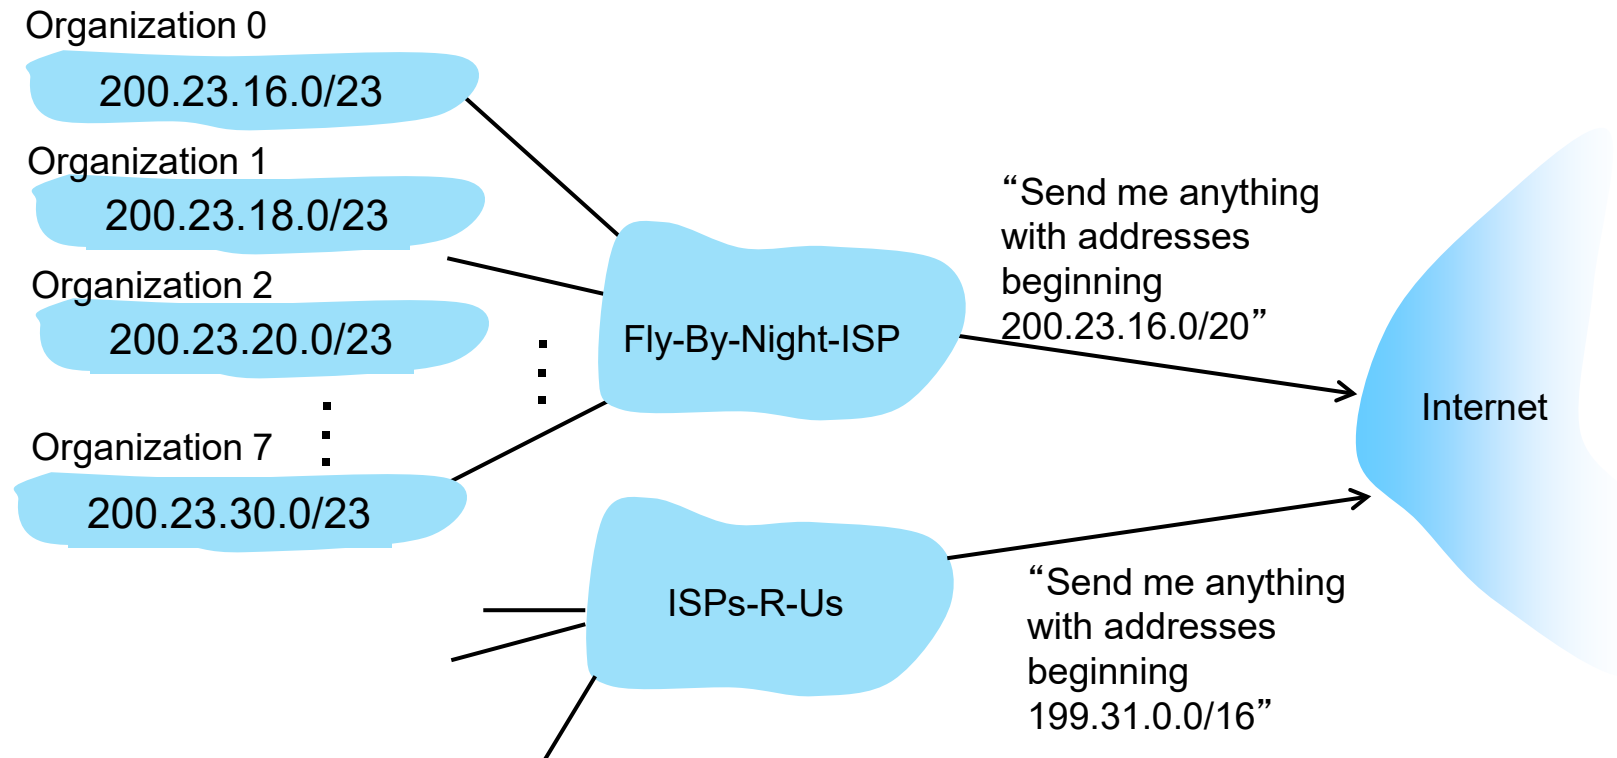 Organization 0
200.23.16.0/23
Organization 1
200.23.18.0/23
Organization 2
200.23.20.0/23
Organization 7
200.23.30.0/23
Fly-By-Night-ISP
“Send me anything
with addresses
beginning
200.23.16.0/20”
Internet
ISPs-R-Us
“Send me anything
with addresses
beginning
199.31.0.0/16”